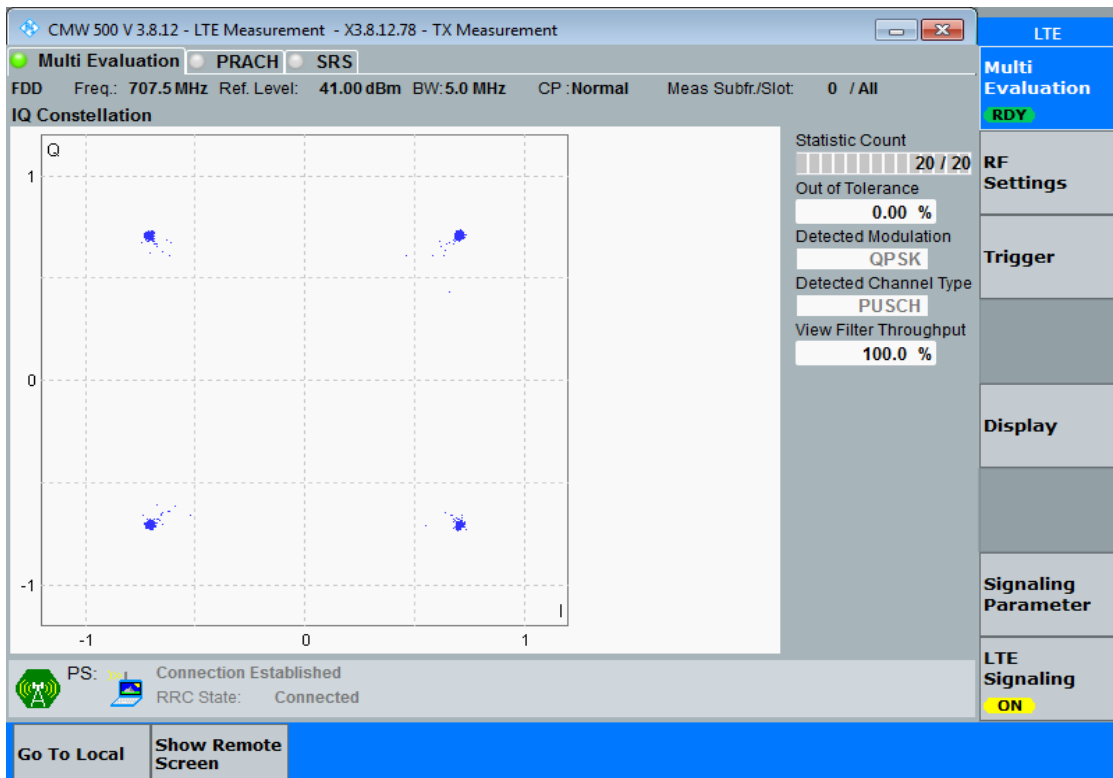 CMW 500 V 3.8.12 - LTE Measurement - X3.8.12.78 - TX Measurement
LTE
Multi Evaluation PRACH SRS
FDD Freq.: 707.5 MHz Ref. Level: 41.00 dBm BW: 5.0 MHz CP : Normal Meas Subfr./Slot: 0 / All
IQ Constellation
Q
1
0
-1
-1 0 1
I
Statistic Count
20 / 20
Out of Tolerance
0.00 %
Detected Modulation
QPSK
Detected Channel Type
PUSCH
View Filter Throughput
100.0 %
Multi
Evaluation
RDY
RF
Settings
Trigger
Display
Signaling
Parameter
LTE
Signaling
ON
PS: Connection Established
RRC State: Connected
Go To Local
Show Remote
Screen